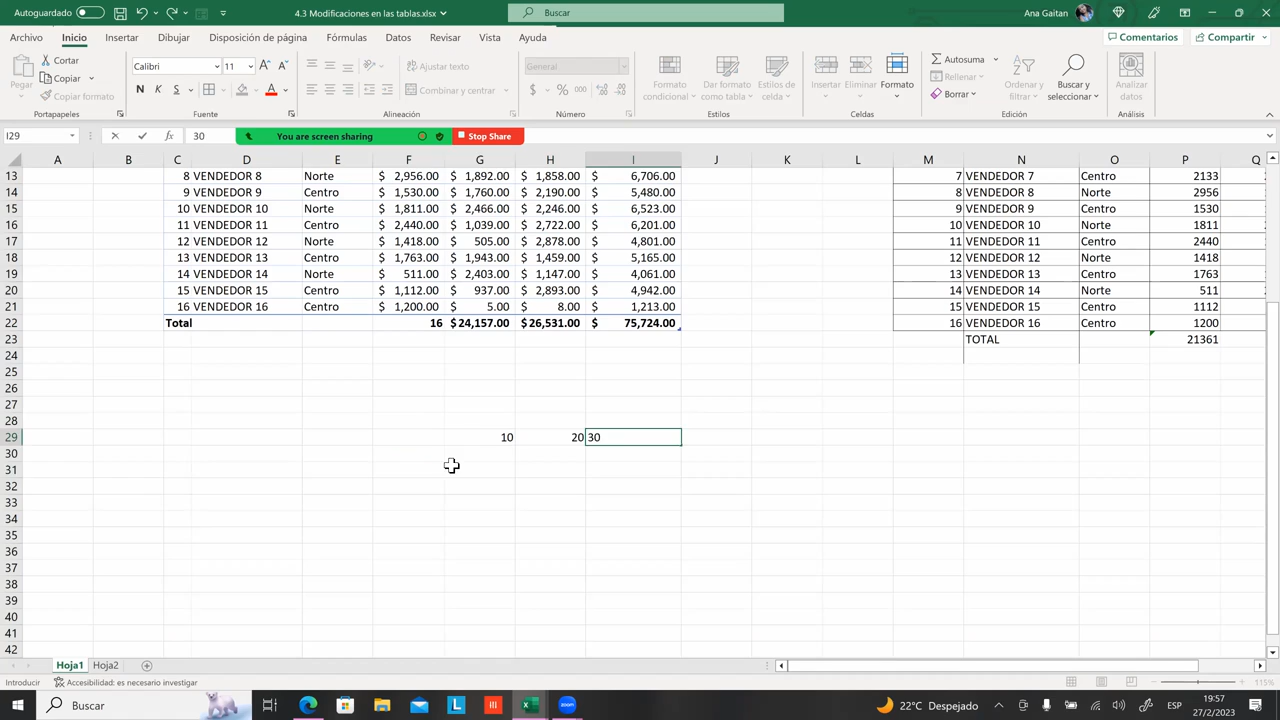 Autoguardado
4.3 Modificaciones en las tablas.xlsx
Buscar
Ana Gaitan
Archivo Inicio Insertar Dibujar Disposición de página Fórmulas Datos Revisar Vista Ayuda
Comentarios Compartir
Pegar Cortar Copiar Copiar formato
Calibri 11
N K S
Ajustar texto
Combinar y centrar
General
$ % 000
Formato condicional Dar formato como tabla Estilos de celda
Insertar Eliminar Formato
Autosuma Rellenar Borrar
Ordenar y filtrar Buscar y seleccionar Analizar datos
Portapapeles Fuente Alineación Número Estilos Celdas Edición Análisis
I29 fx 30
You are screen sharing Stop Share
A B C D E F G H I J K L M N O P Q
13 8 VENDEDOR 8 Norte $ 2,956.00 $ 1,892.00 $ 1,858.00 $ 6,706.00 7 VENDEDOR 7 Centro 2133
14 9 VENDEDOR 9 Centro $ 1,530.00 $ 1,760.00 $ 2,190.00 $ 5,480.00 8 VENDEDOR 8 Norte 2956
15 10 VENDEDOR 10 Norte $ 1,811.00 $ 2,466.00 $ 2,246.00 $ 6,523.00 9 VENDEDOR 9 Centro 1530
16 11 VENDEDOR 11 Centro $ 2,440.00 $ 1,039.00 $ 2,722.00 $ 6,201.00 10 VENDEDOR 10 Norte 1811
17 12 VENDEDOR 12 Norte $ 1,418.00 $ 505.00 $ 2,878.00 $ 4,801.00 11 VENDEDOR 11 Centro 2440
18 13 VENDEDOR 13 Centro $ 1,763.00 $ 1,943.00 $ 1,459.00 $ 5,165.00 12 VENDEDOR 12 Norte 1418
19 14 VENDEDOR 14 Norte $ 511.00 $ 2,403.00 $ 1,147.00 $ 4,061.00 13 VENDEDOR 13 Centro 1763
20 15 VENDEDOR 15 Centro $ 1,112.00 $ 937.00 $ 2,893.00 $ 4,942.00 14 VENDEDOR 14 Norte 511
21 16 VENDEDOR 16 Centro $ 1,200.00 $ 5.00 $ 8.00 $ 1,213.00 15 VENDEDOR 15 Centro 1112
22 Total 16 $24,157.00 $26,531.00 $ 75,724.00 16 VENDEDOR 16 Centro 1200
23 TOTAL 21361
24
25
26
27
28
29 10 20 30
30
31
32
33
34
35
36
37
38
39
40
41
42
Hoja1 Hoja2
Introducir Accesibilidad: es necesario investigar 115%
Buscar
22°C Despejado ESP 19:57
27/2/2023